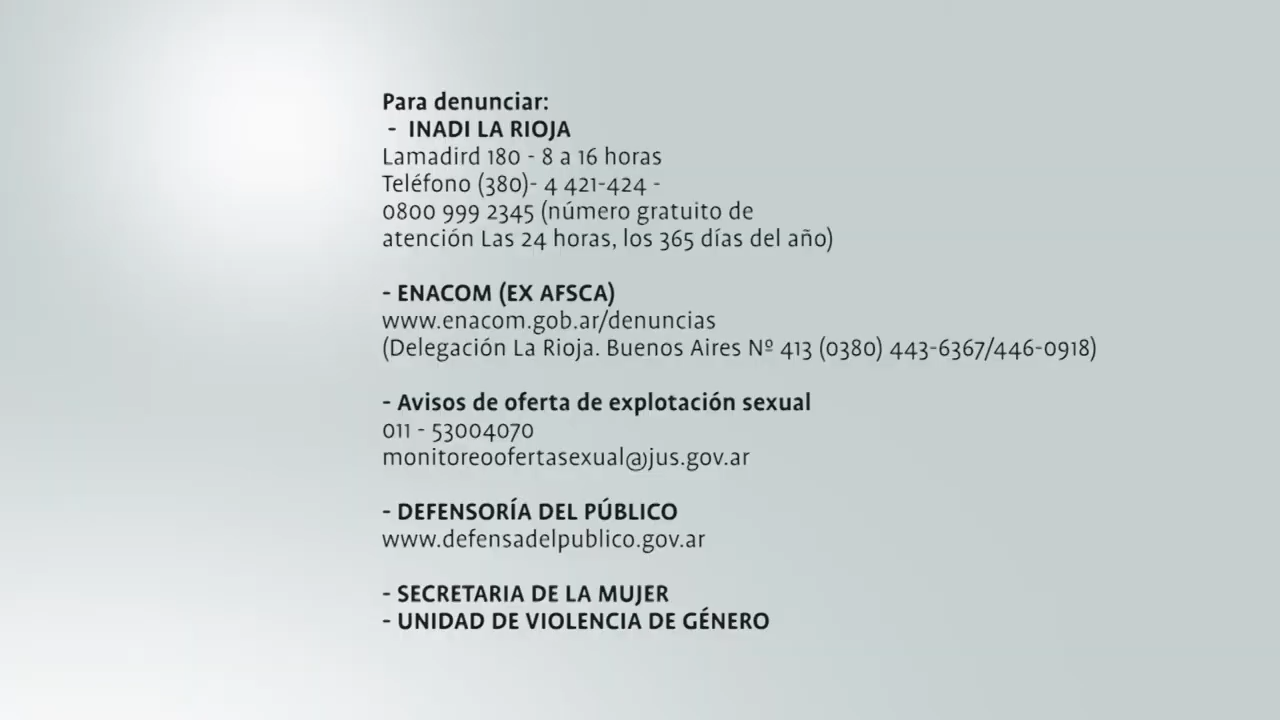 Para denunciar:
- INADI LA RIOJA
Lamadird 180 - 8 a 16 horas
Teléfono (380)- 4 421-424 -
0800 999 2345 (número gratuito de
atención Las 24 horas, los 365 días del año)
- ENACOM (EX AFSCA)
www.enacom.gob.ar/denuncias
(Delegación La Rioja. Buenos Aires Nº 413 (0380) 443-6367/446-0918)
- Avisos de oferta de explotación sexual
011 - 53004070
monitoreoofertasexual@jus.gov.ar
- DEFENSORÍA DEL PÚBLICO
www.defensadelpublico.gov.ar
- SECRETARIA DE LA MUJER
- UNIDAD DE VIOLENCIA DE GÉNERO